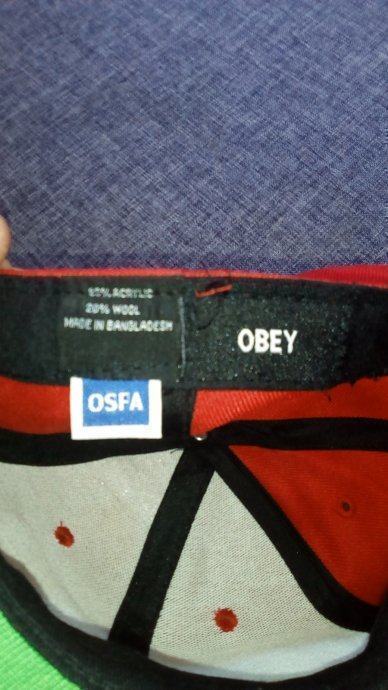 80% ACRYLIC
20% WOOL
MADE IN BANGLADESH
OBEY
OSFA